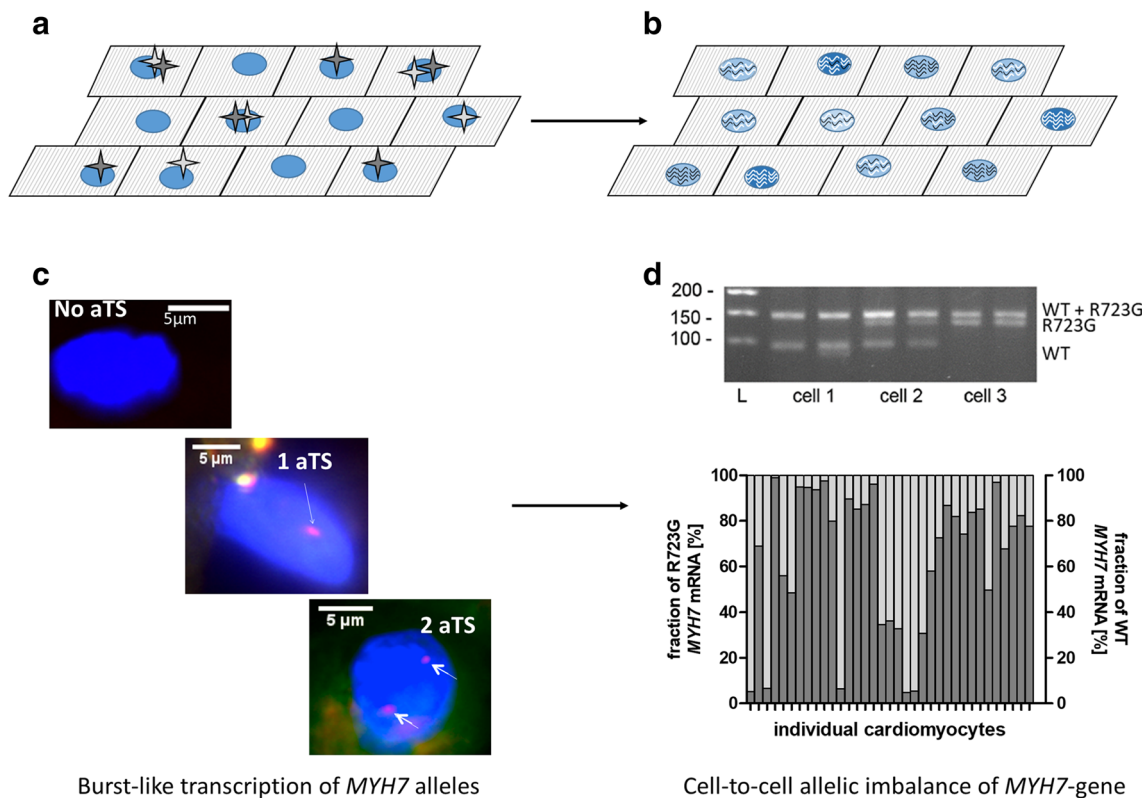 a
b
c
No aTS
5µm
5 µm
1 aTS
5 µm
2 aTS
Burst-like transcription of MYH7 alleles
d
200 -
150 -
100 -
WT + R723G
R723G
WT
L cell 1 cell 2 cell 3
fraction of R723G
MYH7 mRNA [%]
100
80
60
40
20
0
100
80
60
40
20
0
fraction of WT
MYH7 mRNA [%]
individual cardiomyocytes
Cell-to-cell allelic imbalance of MYH7-gene